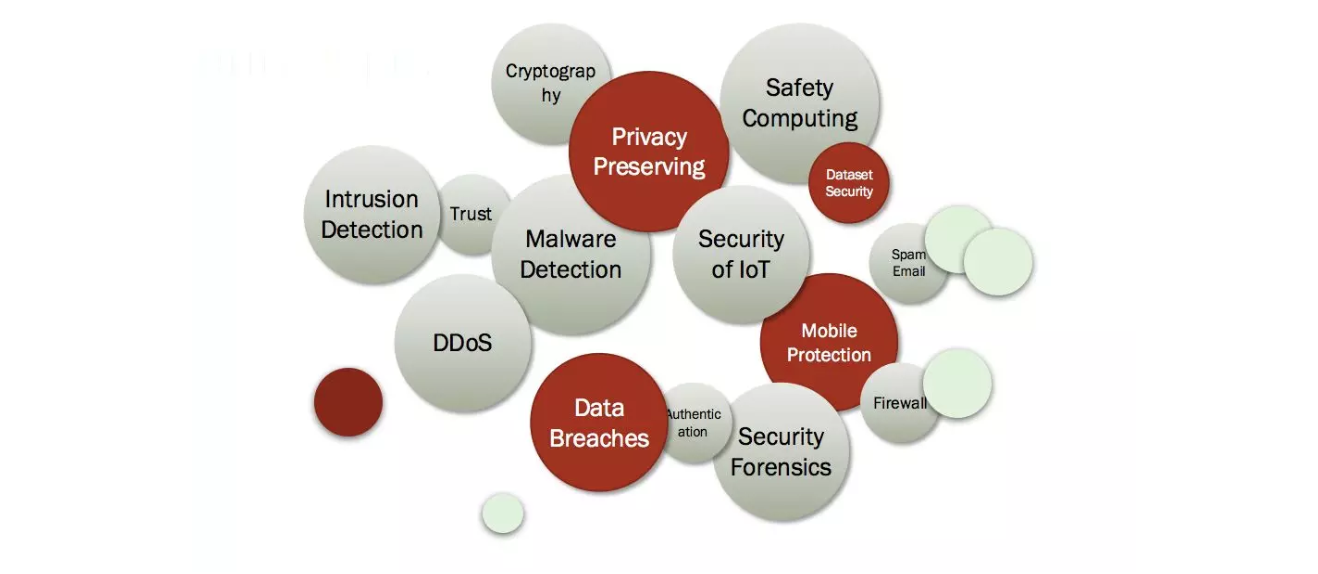 Cryptograp
hy
Safety
Computing
Privacy
Preserving
Dataset
Security
Intrusion
Detection
Trust
Malware
Detection
Security
of IoT
Spam
Email
DDoS
Mobile
Protection
Data
Breaches
Authentic
ation
Firewall
Security
Forensics